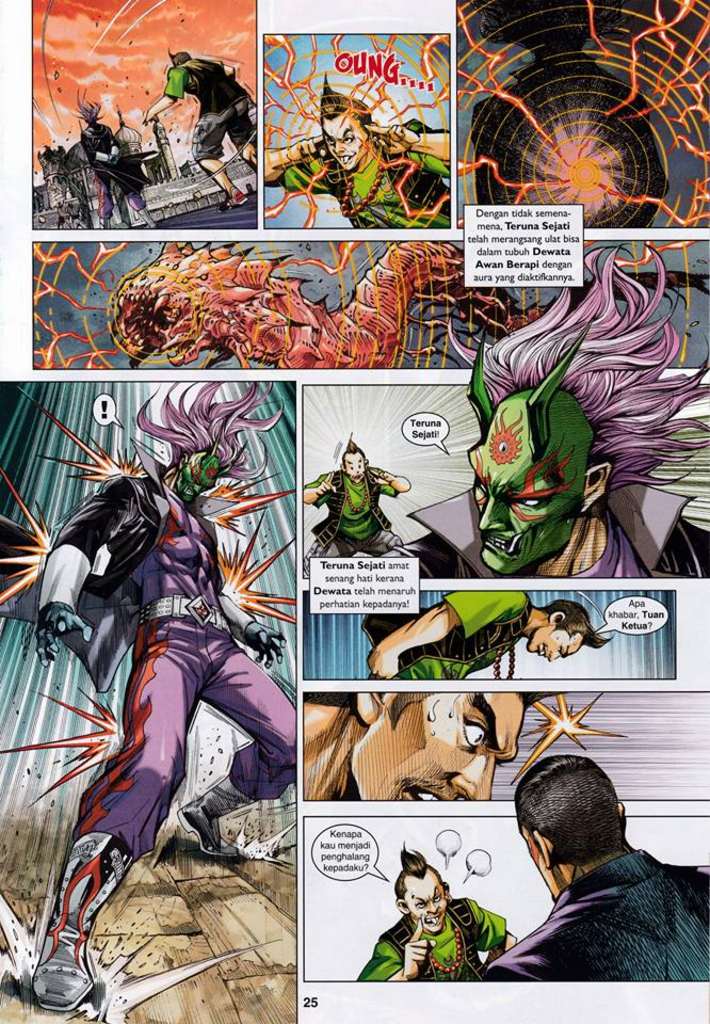 OUNG....
Dengan tidak semena-
mena, Teruna Sejati
telah merangsang ulat bisa
dalam tubuh Dewata
Awan Berapi dengan
aura yang diaktifkannya.
!
Teruna
Sejati!
Teruna Sejati amat
senang hati kerana
Dewata telah menaruh
perhatian kepadanya!
Apa
khabar, Tuan
Ketua?
Kenapa
kau menjadi
penghalang
kepadaku?
25